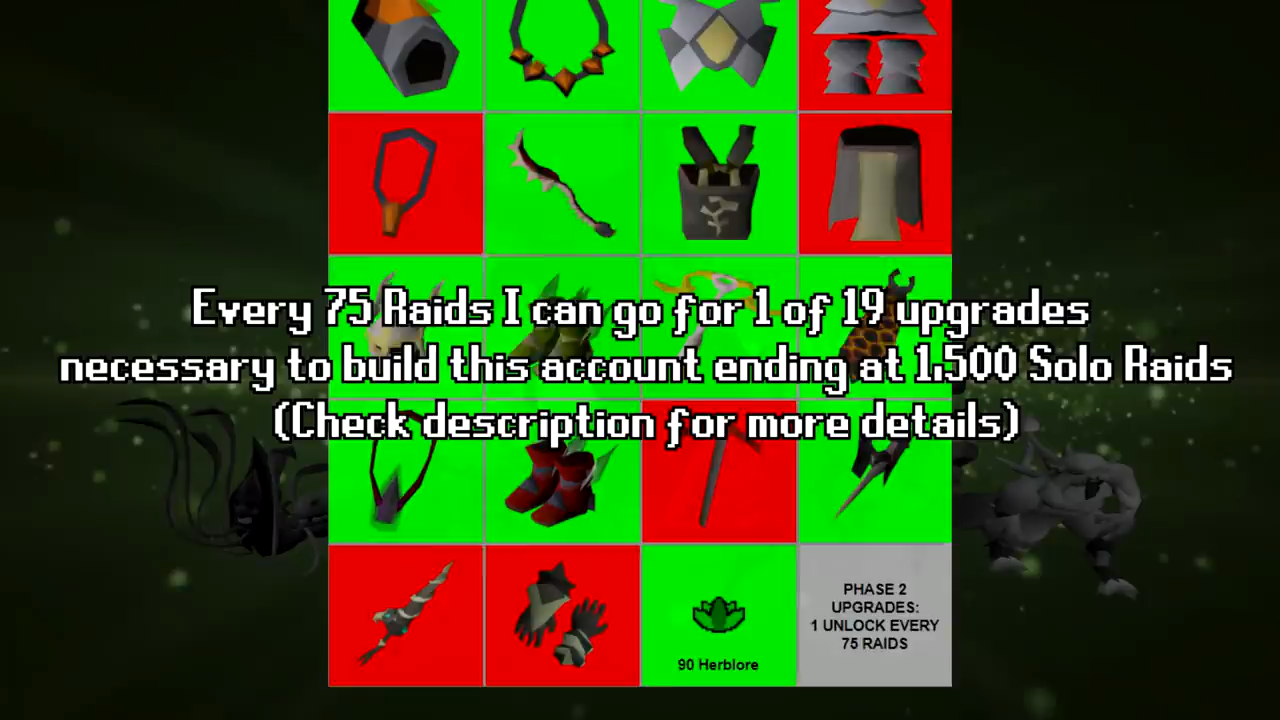 Every 75 Raids I can go for 1 of 19 upgrades
necessary to build this account ending at 1.500 Solo Raids
(Check description for more details)
90 Herblore
PHASE 2
UPGRADES:
1 UNLOCK EVERY
75 RAIDS